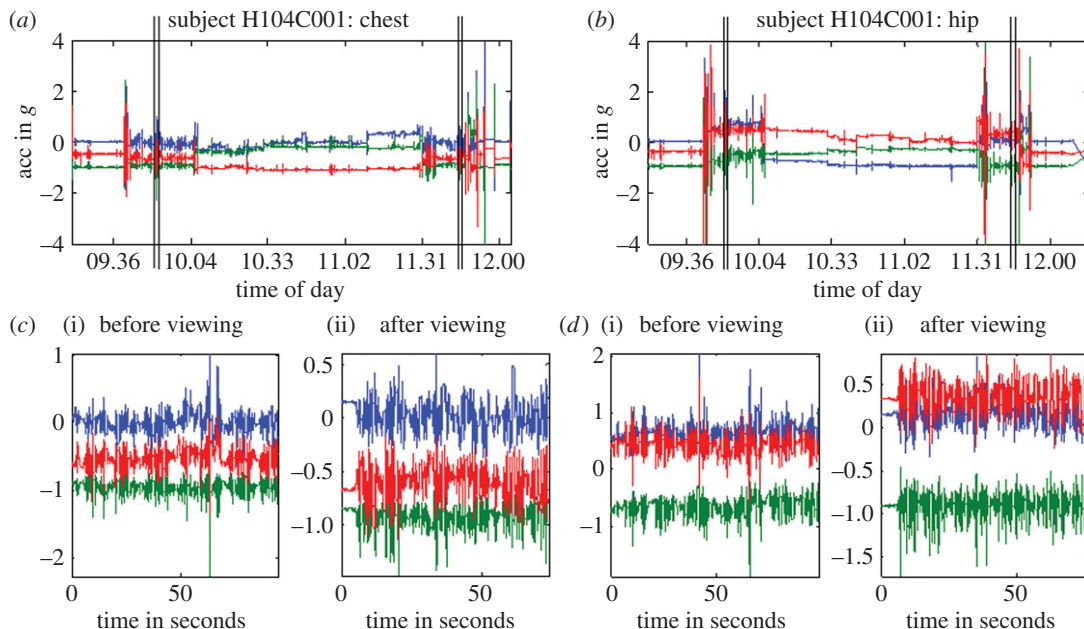 (a) subject H104C001: chest
(b) subject H104C001: hip
acc in g
4
2
0
−2
−4
09.36 10.04 10.33 11.02 11.31 12.00
time of day
acc in g
4
2
0
−2
−4
09.36 10.04 10.33 11.02 11.31 12.00
time of day
(c) (i) before viewing
1
0
−1
−2
0 50
time in seconds
(ii) after viewing
0.5
0
−0.5
−1.0
0 50
time in seconds
(d) (i) before viewing
2
1
0
−1
0 50
time in seconds
(ii) after viewing
0.5
0
−0.5
−1.0
−1.5
0 50
time in seconds